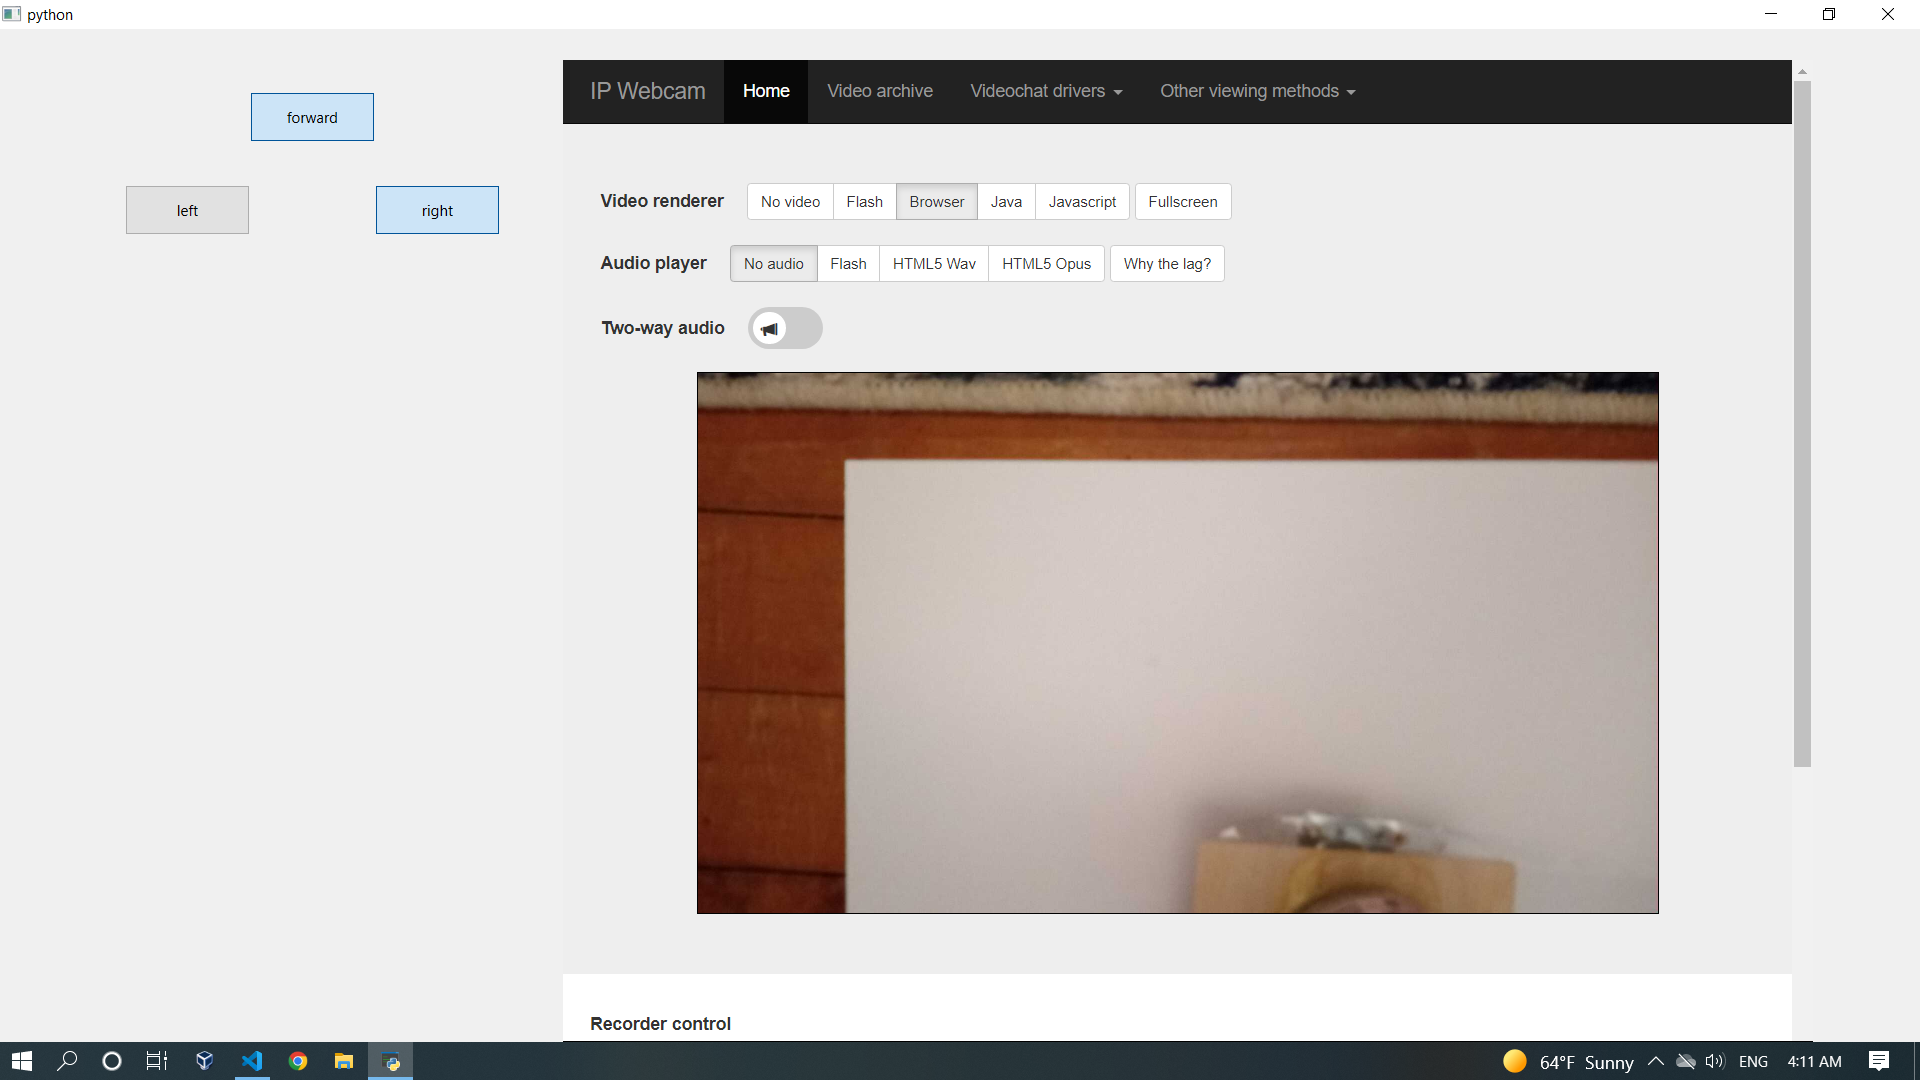 python
forward
left
right
IP Webcam Home Video archive Videochat drivers Other viewing methods
Video renderer No video Flash Browser Java Javascript Fullscreen
Audio player No audio Flash HTML5 Wav HTML5 Opus Why the lag?
Two-way audio
Recorder control
64°F Sunny ENG 4:11 AM